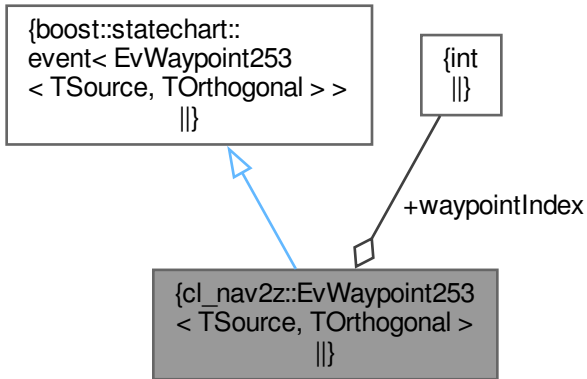 {boost::statechart::
event< EvWaypoint253
< TSource, TOrthogonal > >
||}
{int
||}
+waypointIndex
{cl_nav2z::EvWaypoint253
< TSource, TOrthogonal >
||}